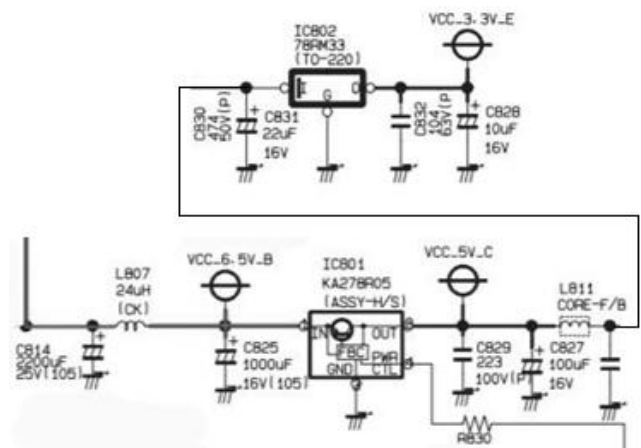 VCC_3.3V_E
IC802
78RM33
(TO-220)
I
G
O
C830
474
50V(P)
C831
22uF
16V
C832
104
63V(P)
C828
10uF
16V
VCC_6.5V_B
L807
24uH
(CK)
IC801
KA278R05
(ASSY-H/S)
VCC_5V_C
L811
CORE-F/B
IN
OUT
FBC
PWR
GND
CTL
C814
2200uF
25V(105)
C825
1000uF
16V(105)
C829
223
100V(P)
C827
100uF
16V
R830